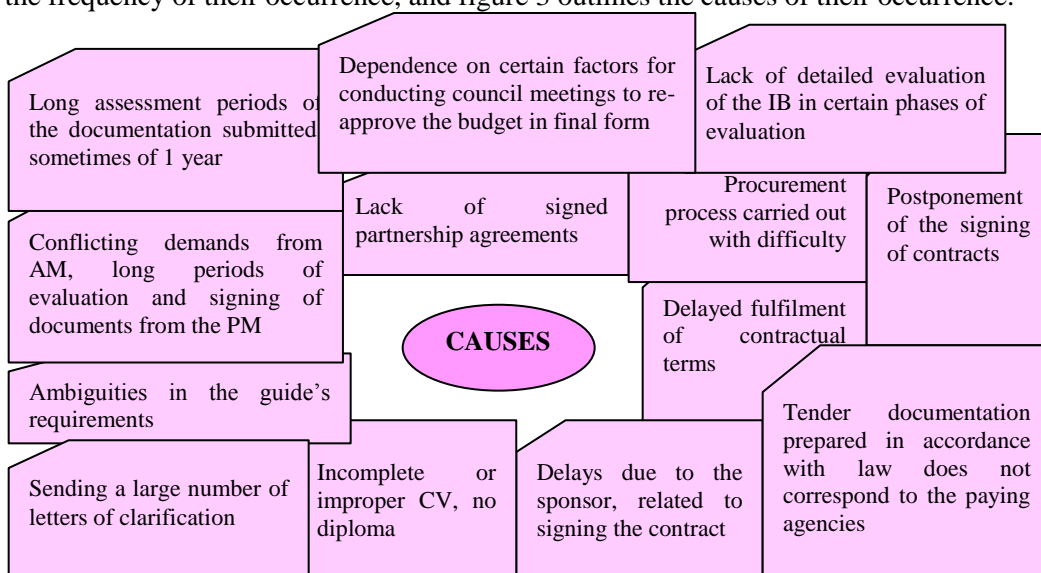 the frequency of their occurrence, and figure 3 outlines the causes of their occurrence.
Long assessment periods of
the documentation submitted
sometimes of 1 year
Dependence on certain factors for
conducting council meetings to re-
approve the budget in final form
Lack of detailed evaluation
of the IB in certain phases of
evaluation
Conflicting demands from
AM, long periods of
evaluation and signing of
documents from the PM
Lack of signed
partnership agreements
Procurement
process carried out
with difficulty
Postponement
of the signing
of contracts
CAUSES
Delayed fulfilment
of contractual
terms
Ambiguities in the guide's
requirements
Sending a large number of
letters of clarification
Incomplete or
improper CV, no
diploma
Delays due to the
sponsor, related to
signing the contract
Tender documentation
prepared in accordance
with law does not
correspond to the paying
agencies